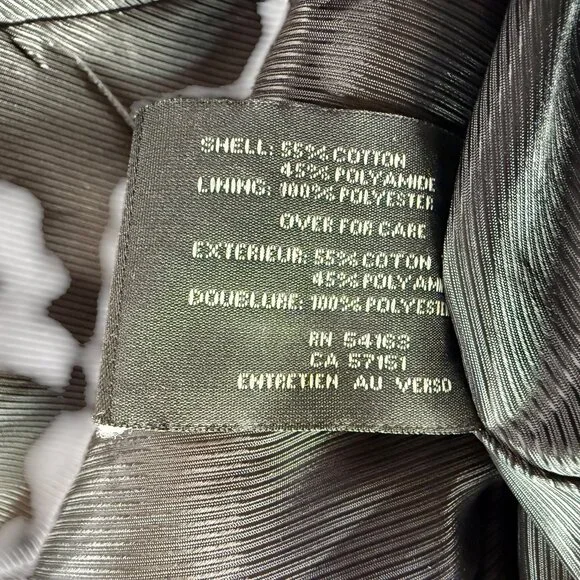 SHELL: 55% COTTON
45% POLYAMIDE
LINING: 100% POLYESTER
OVER FOR CARE
EXTERIEUR: 55% COTON
45% POLYAMI
DOUBLURE: 100% POLYESTE
RN 54163
CA 57151
ENTRETIEN AU VERSO